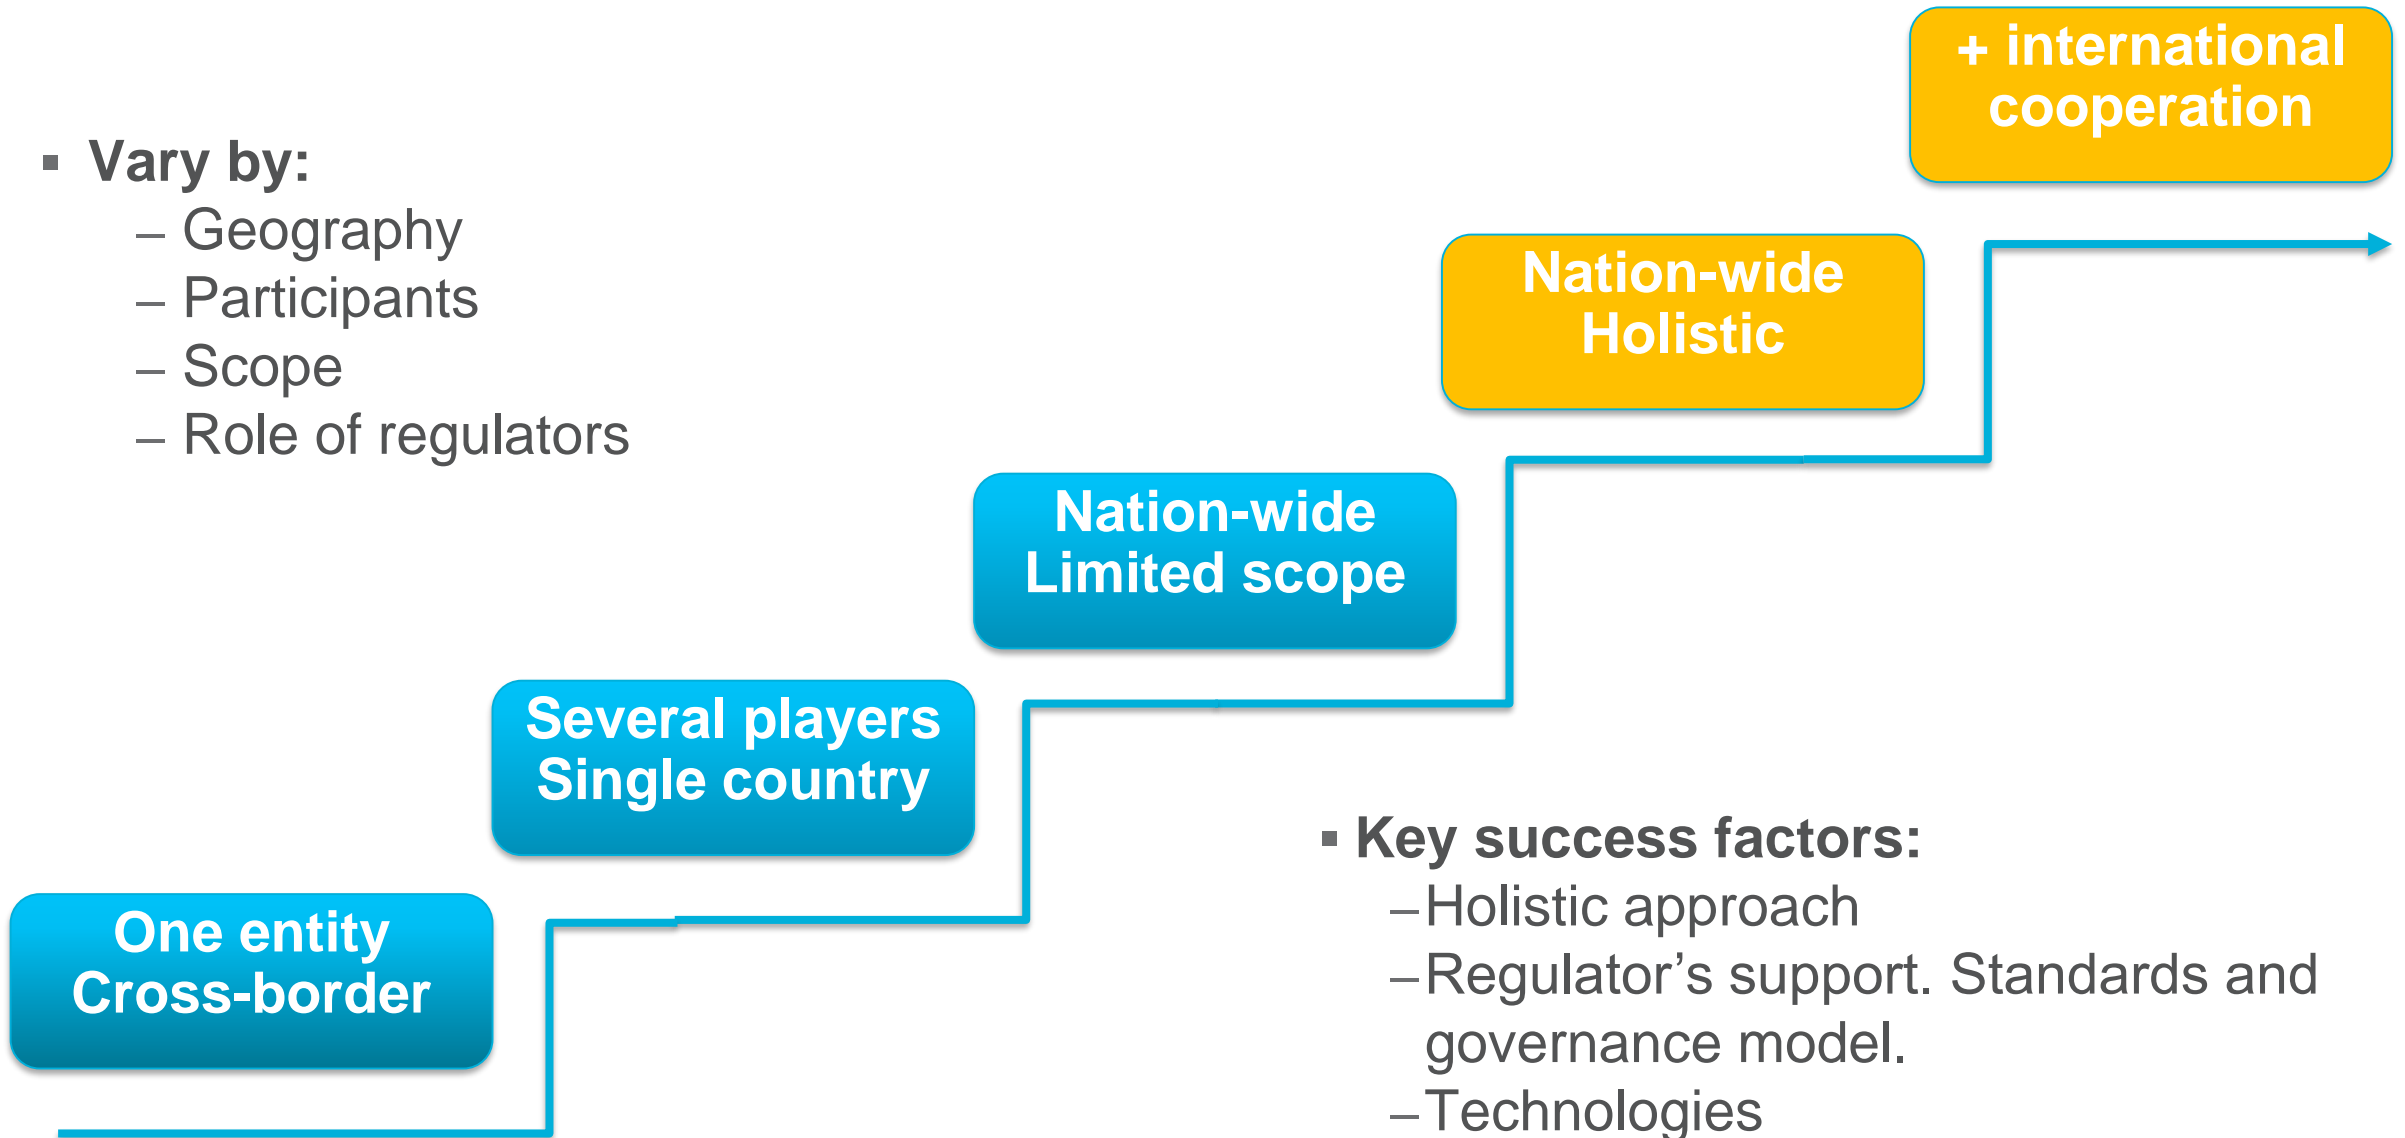 + international
cooperation
▪ Vary by:
– Geography
– Participants
– Scope
– Role of regulators
Nation-wide
Holistic
Nation-wide
Limited scope
Several players
Single country
One entity
Cross-border
▪ Key success factors:
–Holistic approach
–Regulator’s support. Standards and
governance model.
–Technologies